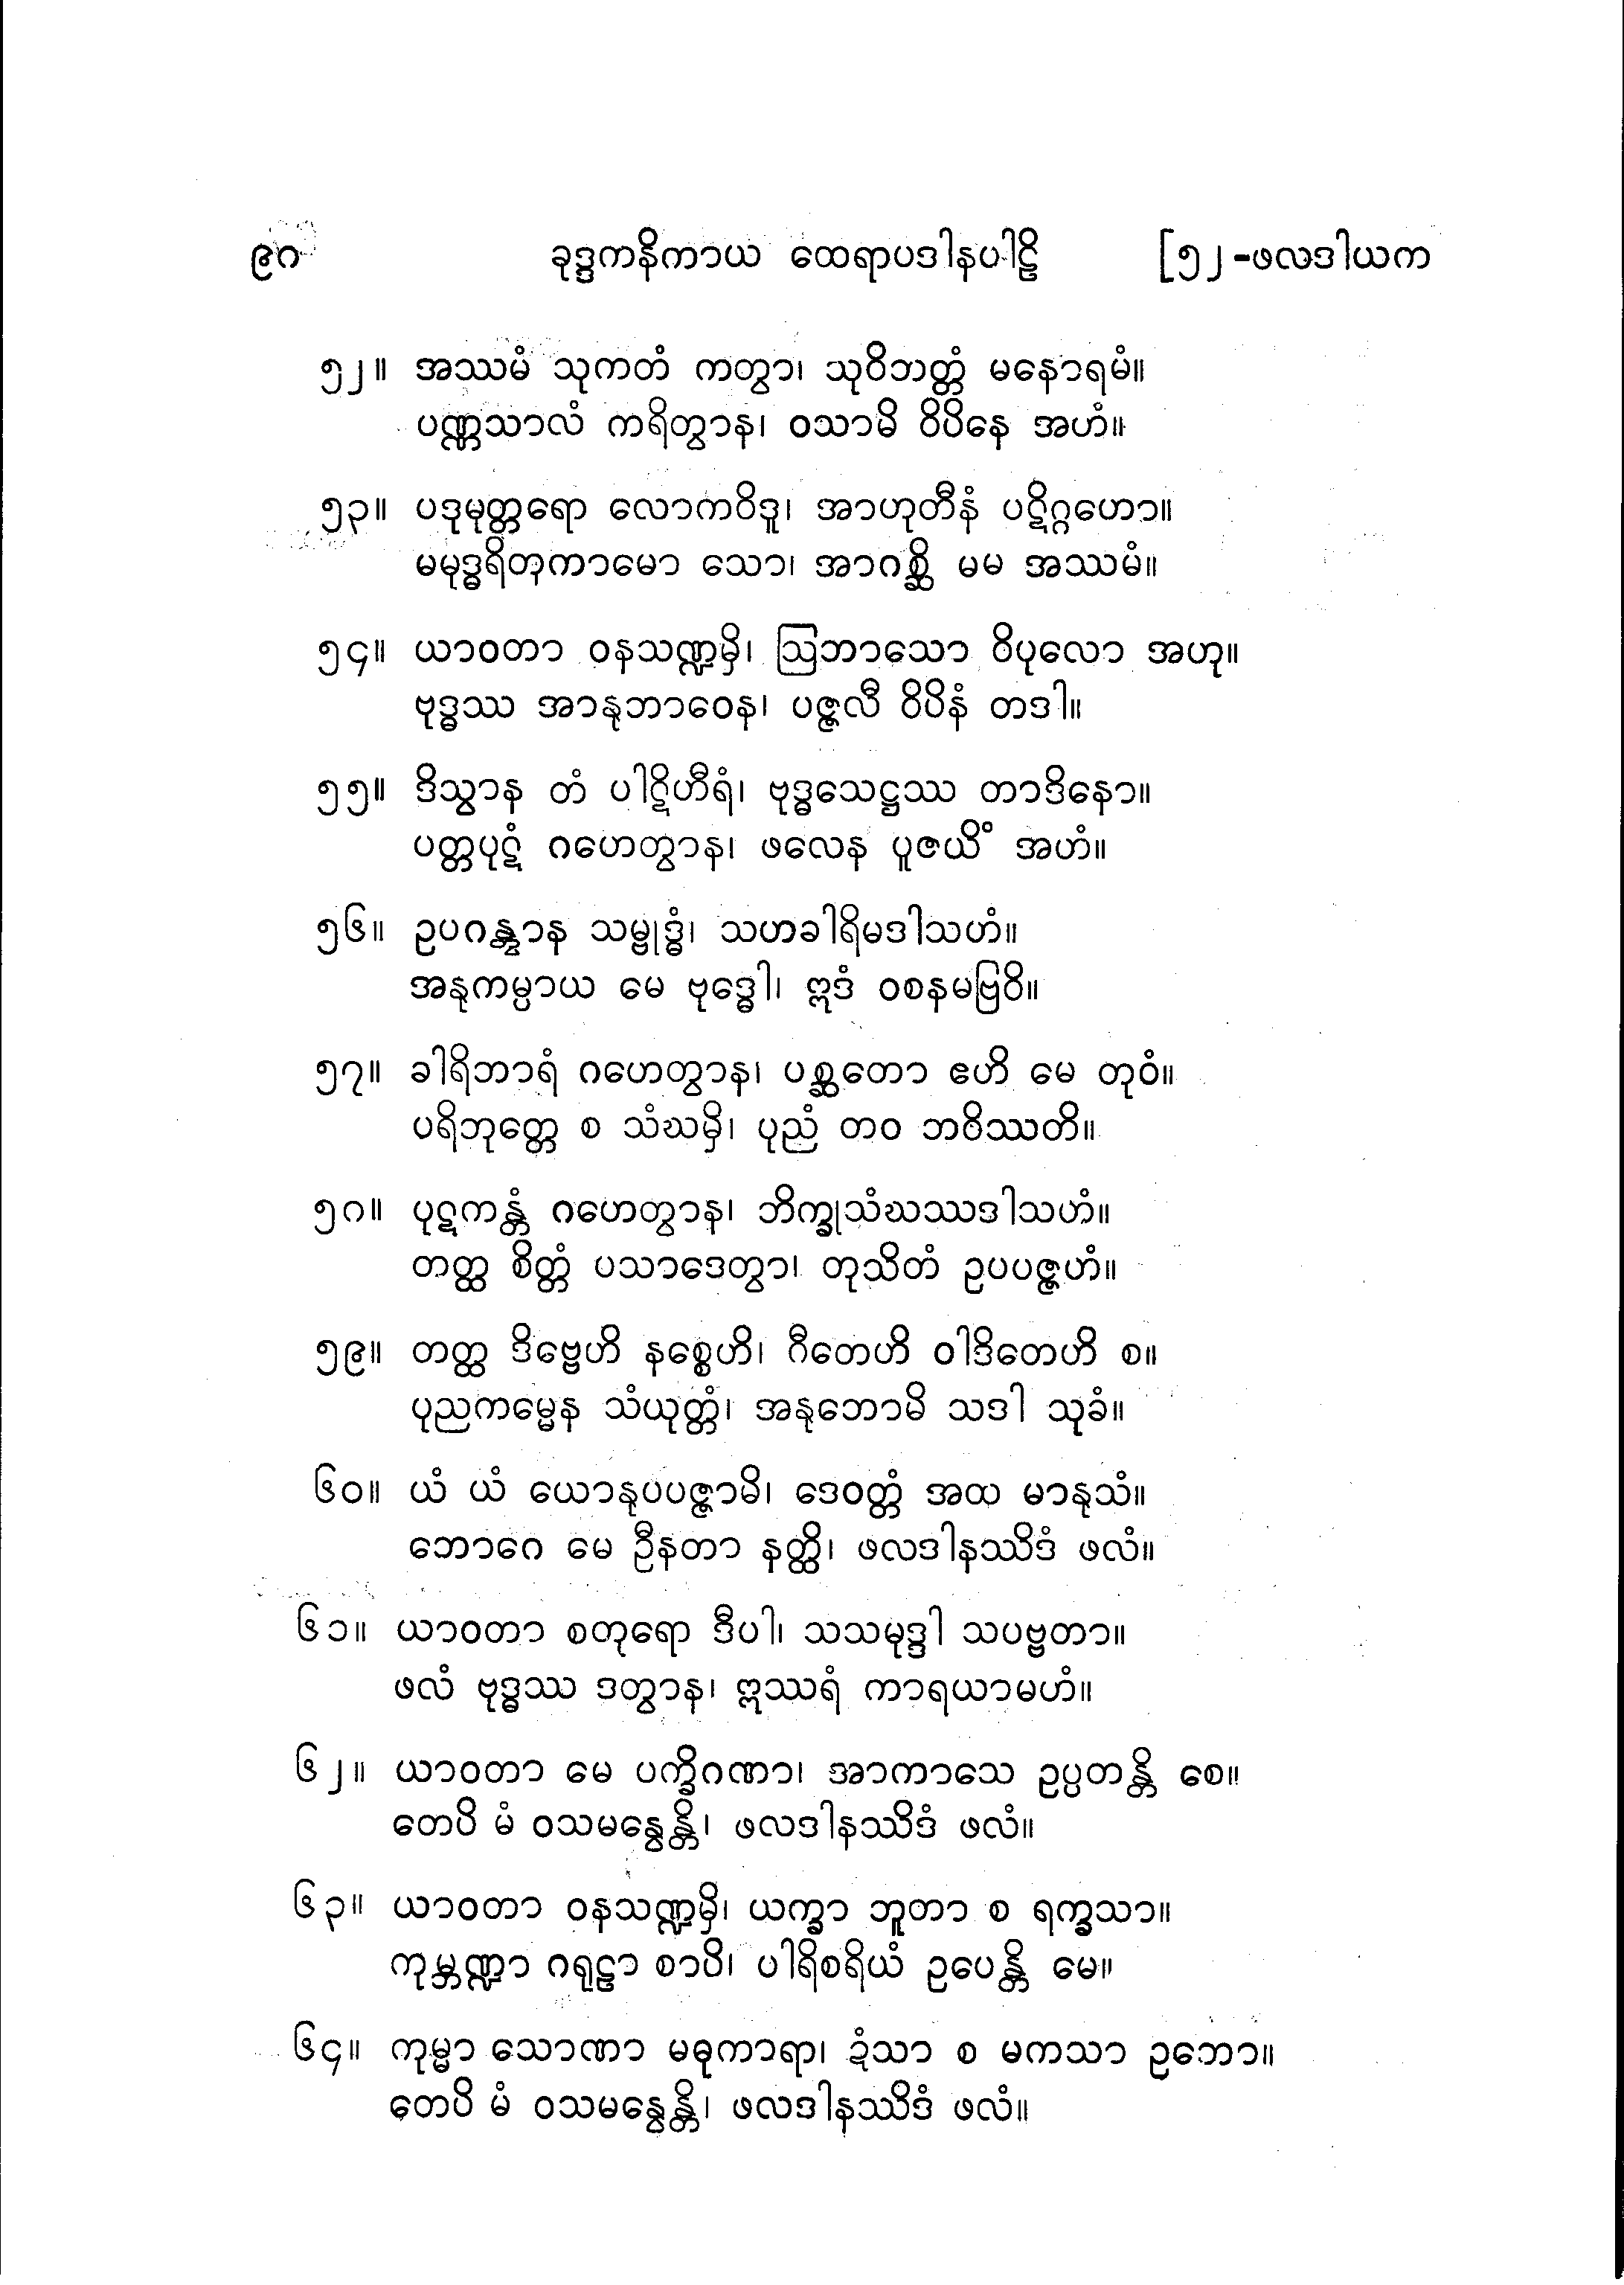 ၉၈ ခုဒ္ဒကနိကာယ ထေရာပဒါနပါဠိ [၅၂-ဖလဒါယက
၅၂။ အဿမံ သုကတံ ကတွာ၊ သုဝိဘတ္တံ မနောရမံ။
ပဏ္ဏသာလံ ကရိတွာန၊ ဝသာမိ ဝိပိနေ အဟံ။
၅၃။ ပဒုမုတ္တရော လောကဝိဒူ၊ အာဟုတီနံ ပဋိဂ္ဂဟော။
မမုဒ္ဓရိတုကာမော သော၊ အာဂစ္ဆိ မမ အဿမံ။
၅၄။ ယာဝတာ ဝနသဏ္ဍမှိ၊ ဩဘာသော ဝိပုလော အဟု။
ဗုဒ္ဓဿ အာနုဘာဝေန၊ ပဇ္ဇလီ ဝိပိနံ တဒါ။
၅၅။ ဒိသွာန တံ ပါဋိဟီရံ၊ ဗုဒ္ဓသေဋ္ဌဿ တာဒိနော။
ပတ္တပုဋံ ဂဟေတွာန၊ ဖလေန ပူဇယိံ အဟံ။
၅၆။ ဥပဂန္တွာန သမ္ဗုဒ္ဓံ၊ သဟခါရိမဒါသဟံ။
အနုကမ္ပာယ မေ ဗုဒ္ဓေါ၊ ဣဒံ ဝစနမဗြဝိ။
၅၇။ ခါရိဘာရံ ဂဟေတွာန၊ ပစ္ဆတော ဧဟိ မေ တုဝံ။
ပရိဘုတ္တေ စ သံဃမှိ၊ ပုညံ တဝ ဘဝိဿတိ။
၅၈။ ပုဋကန္တံ ဂဟေတွာန၊ ဘိက္ခုသံဃဿဒါသဟံ။
တတ္ထ စိတ္တံ ပသာဒေတွာ၊ တုသိတံ ဥပပဇ္ဇဟံ။
၅၉။ တတ္ထ ဒိဗ္ဗေဟိ နစ္စေဟိ၊ ဂီတေဟိ ဝါဒိတေဟိ စ။
ပုညကမ္မေန သံယုတ္တံ၊ အနုဘောမိ သဒါ သုခံ။
၆၀။ ယံ ယံ ယောနုပပဇ္ဇာမိ၊ ဒေဝတ္တံ အထ မာနုသံ။
ဘောဂေ မေ ဦနတာ နတ္ထိ၊ ဖလဒါနဿိဒံ ဖလံ။
၆၁။ ယာဝတာ စတုရော ဒီပါ၊ သသမုဒ္ဒါ သပဗ္ဗတာ။
ဖလံ ဗုဒ္ဓဿ ဒတွာန၊ ဣဿရံ ကာရယာမဟံ။
၆၂။ ယာဝတာ မေ ပက္ခိဂဏာ၊ အာကာသေ ဥပ္ပတန္တိ စေ။
တေပိ မံ ဝသမန္ဝေန္တိ၊ ဖလဒါနဿိဒံ ဖလံ။
၆၃။ ယာဝတာ ဝနသဏ္ဍမှိ၊ ယက္ခာ ဘူတာ စ ရက္ခသာ။
ကုမ္ဘဏ္ဍာ ဂရုဠာ စာပိ၊ ပါရိစရိယံ ဥပေန္တိ မေ။
၆၄။ ကုမ္မာ သောဏာ မဓုကာရာ၊ ဍံသာ စ မကသာ ဥဘော။
တေပိ မံ ဝသမန္ဝေန္တိ၊ ဖလဒါနဿိဒံ ဖလံ။